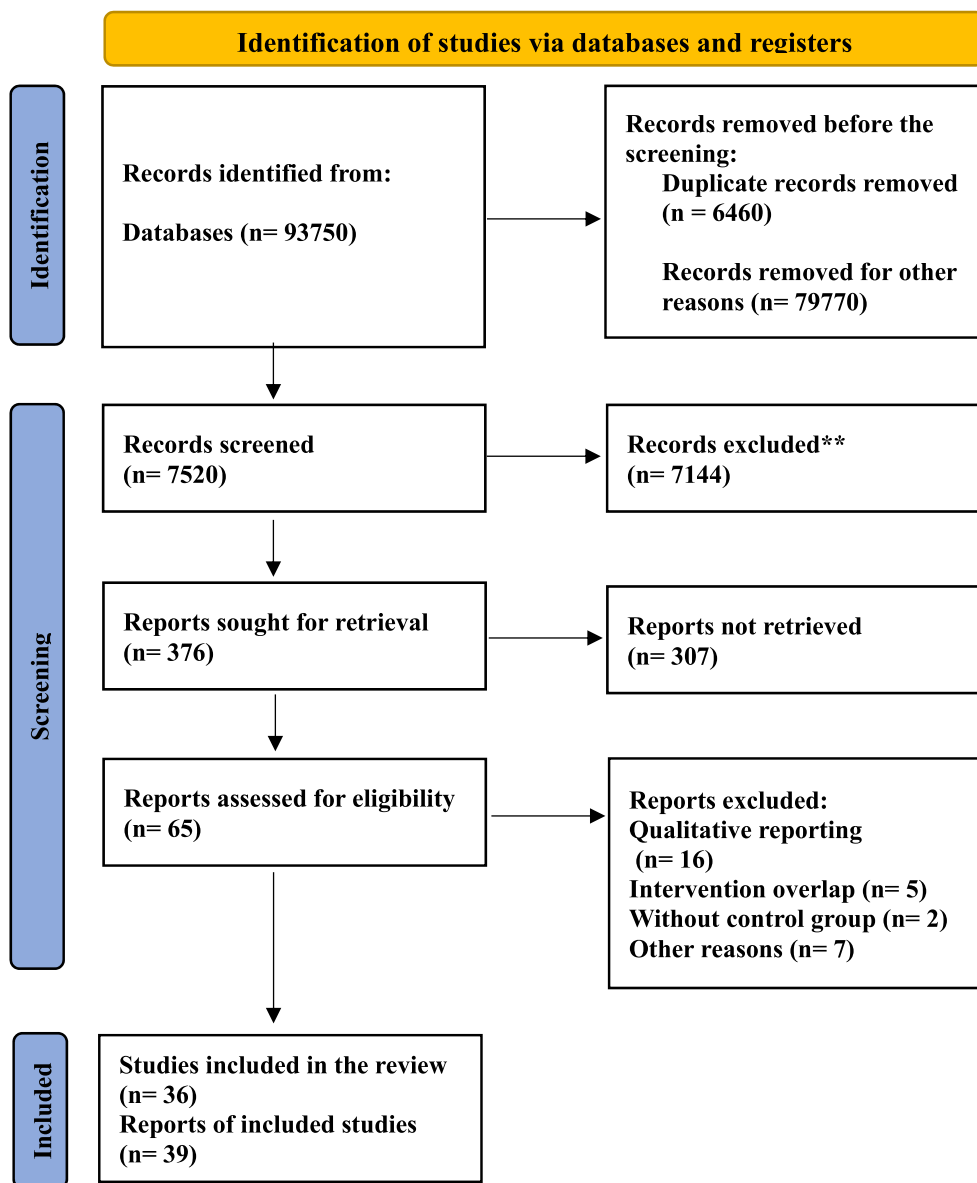 Identification of studies via databases and registers
Identification
Records identified from:
Databases (n= 93750)
Records removed before the
screening:
Duplicate records removed
(n = 6460)
Records removed for other
reasons (n= 79770)
Screening
Records screened
(n= 7520)
Records excluded**
(n= 7144)
Reports sought for retrieval
(n= 376)
Reports not retrieved
(n= 307)
Reports assessed for eligibility
(n= 65)
Reports excluded:
Qualitative reporting
(n= 16)
Intervention overlap (n= 5)
Without control group (n= 2)
Other reasons (n= 7)
Included
Studies included in the review
(n= 36)
Reports of included studies
(n= 39)